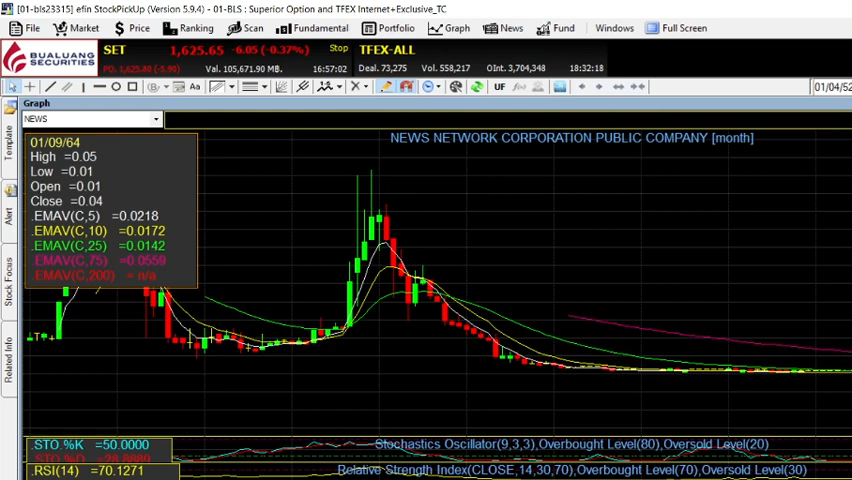 [01-bls23315] efin StockPickUp (Version 5.9.4) - 01-BLS : Superior Option and TFEX Internet+Exclusive_TC
File Market Price Ranking Scan Fundamental Portfolio Graph News Fund Windows Full Screen
BUALUANG SECURITIES
SET 1,625.65 -6.05 (-0.37%) Stop TFEX-ALL
PO: 1,625.80 (-5.90) Val. 105,671.90 MB. 16:57:02 Deal. 73,275 Vol. 558,217 OInt. 3,704,348 18:32:18
Aa UF 01/04/52
Graph
NEWS
Template
Alert
Stock Focus
Related Info
NEWS NETWORK CORPORATION PUBLIC COMPANY [month]
01/09/64
High =0.05
Low =0.01
Open =0.01
Close =0.04
.EMAV(C,5) =0.0218
.EMAV(C,10) =0.0172
.EMAV(C,25) =0.0142
.EMAV(C,75) =0.0559
.EMAV(C,200) = n/a
.STO.%K =50.0000
Stochastics Oscillator(9,3,3),Overbought Level(80),Oversold Level(20)
.STO.%D =28.8889
.RSI(14) =70.1271
Relative Strength Index(CLOSE,14,30,70),Overbought Level(70),Oversold Level(30)